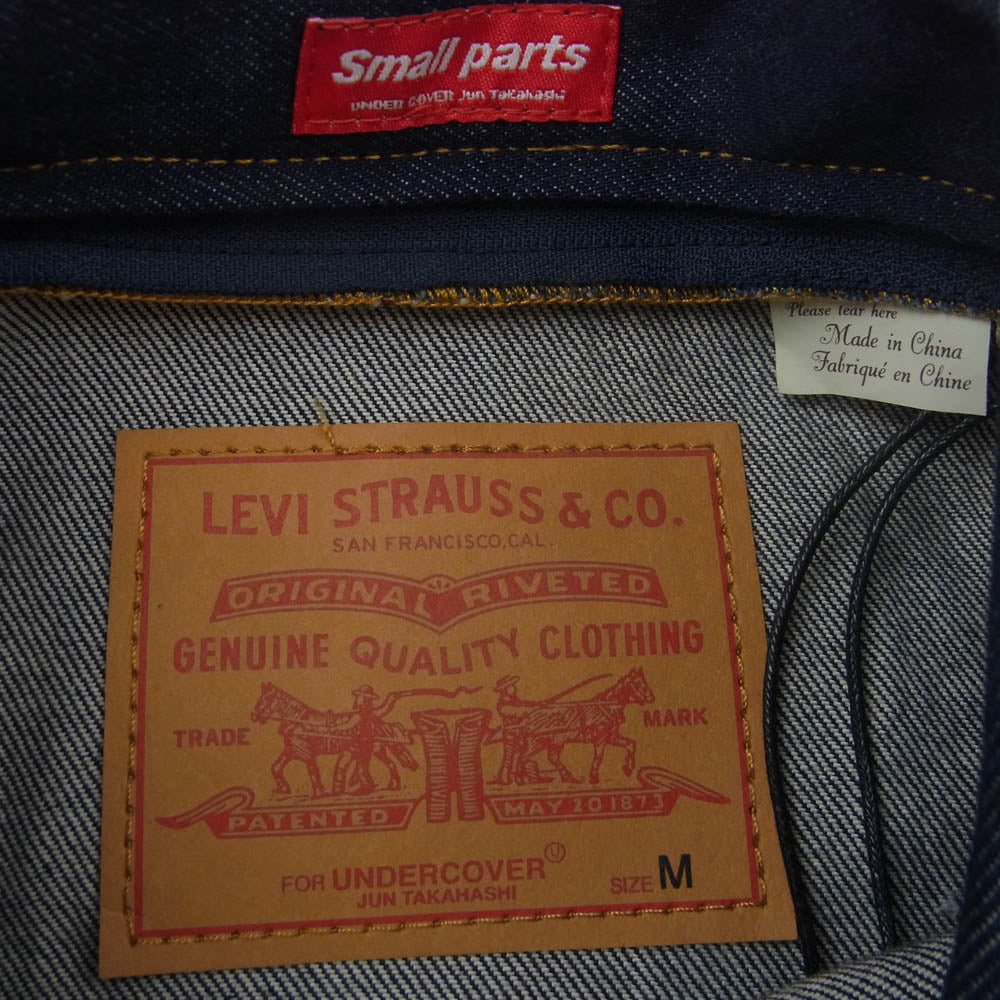 Small parts
UNDER COVER Jun Takahashi
Please tear here
Made in China
Fabriqué en Chine
LEVI STRAUSS & CO.
SAN FRANCISCO, CAL.
ORIGINAL RIVETED
GENUINE QUALITY CLOTHING
TRADE MARK
PATENTED MAY 20 1873
FOR UNDERCOVER Ⓤ
JUN TAKAHASHI
SIZE M